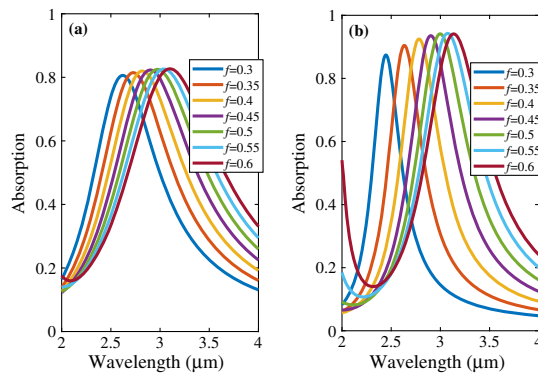 (a)
1
0.8
0.6
0.4
0.2
0
Absorption
f=0.3
f=0.35
f=0.4
f=0.45
f=0.5
f=0.55
f=0.6
2 2.5 3 3.5 4
Wavelength (μm)
(b)
1
0.8
0.6
0.4
0.2
0
Absorption
f=0.3
f=0.35
f=0.4
f=0.45
f=0.5
f=0.55
f=0.6
2 2.5 3 3.5 4
Wavelength (μm)